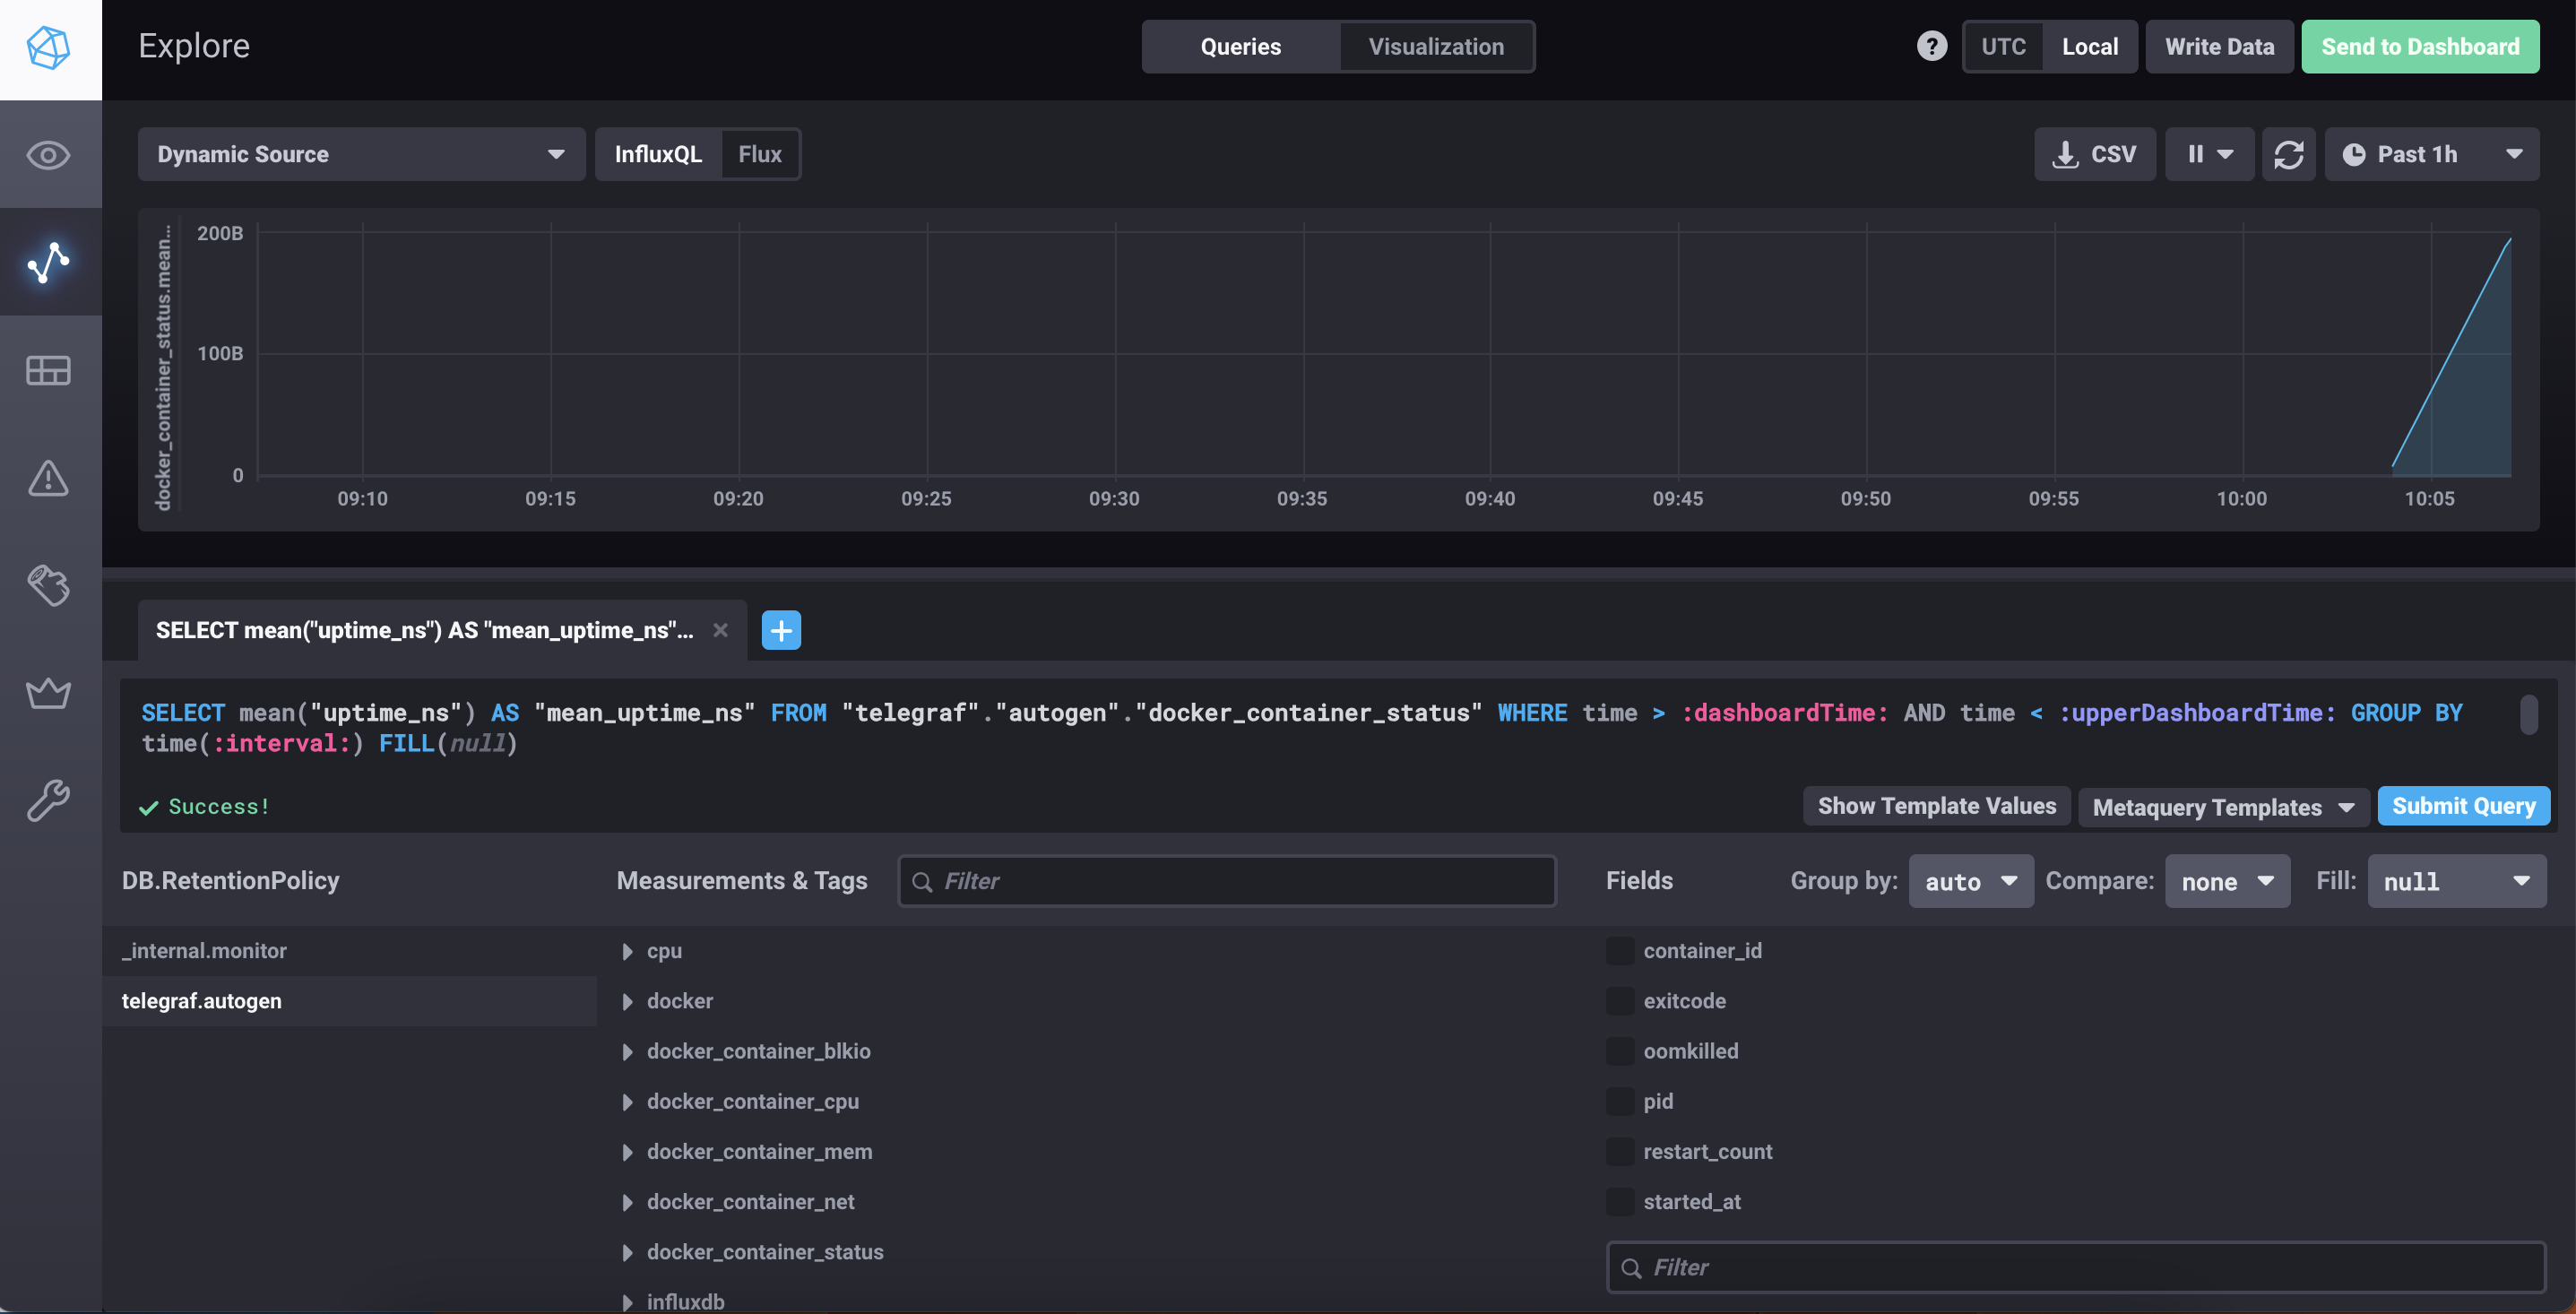 Explore
Queries
Visualization
?
UTC
Local
Write Data
Send to Dashboard
Dynamic Source
InfluxQL
Flux
CSV
Past 1h
docker_container_status.mean...
200B
100B
0
09:10
09:15
09:20
09:25
09:30
09:35
09:40
09:45
09:50
09:55
10:00
10:05
SELECT mean("uptime_ns") AS "mean_uptime_ns"...
SELECT mean("uptime_ns") AS "mean_uptime_ns" FROM "telegraf"."autogen"."docker_container_status" WHERE time > :dashboardTime: AND time < :upperDashboardTime: GROUP BY
time(:interval:) FILL(null)
Success!
Show Template Values
Metaquery Templates
Submit Query
DB.RetentionPolicy
Measurements & Tags
Filter
Fields
Group by:
auto
Compare:
none
Fill:
null
_internal.monitor
telegraf.autogen
cpu
docker
docker_container_blkio
docker_container_cpu
docker_container_mem
docker_container_net
docker_container_status
influxdb
container_id
exitcode
oomkilled
pid
restart_count
started_at
Filter